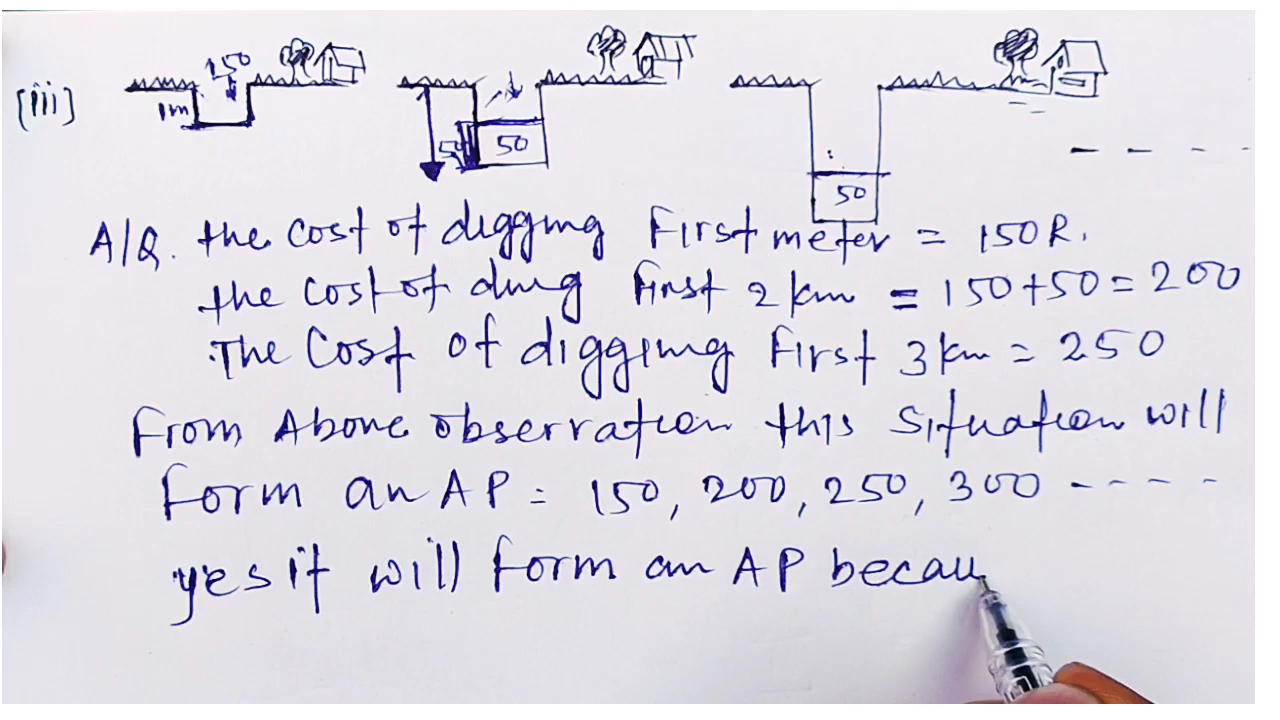 (iii) 150 1m 50 50 50
A/Q. the cost of digging First meter = 150R.
the cost of ding First 2 km = 150+50=200
The Cost of digging First 3 km = 250
From Above observation this situation will
Form an AP = 150, 200, 250, 300 ----
yes it will form an AP becau